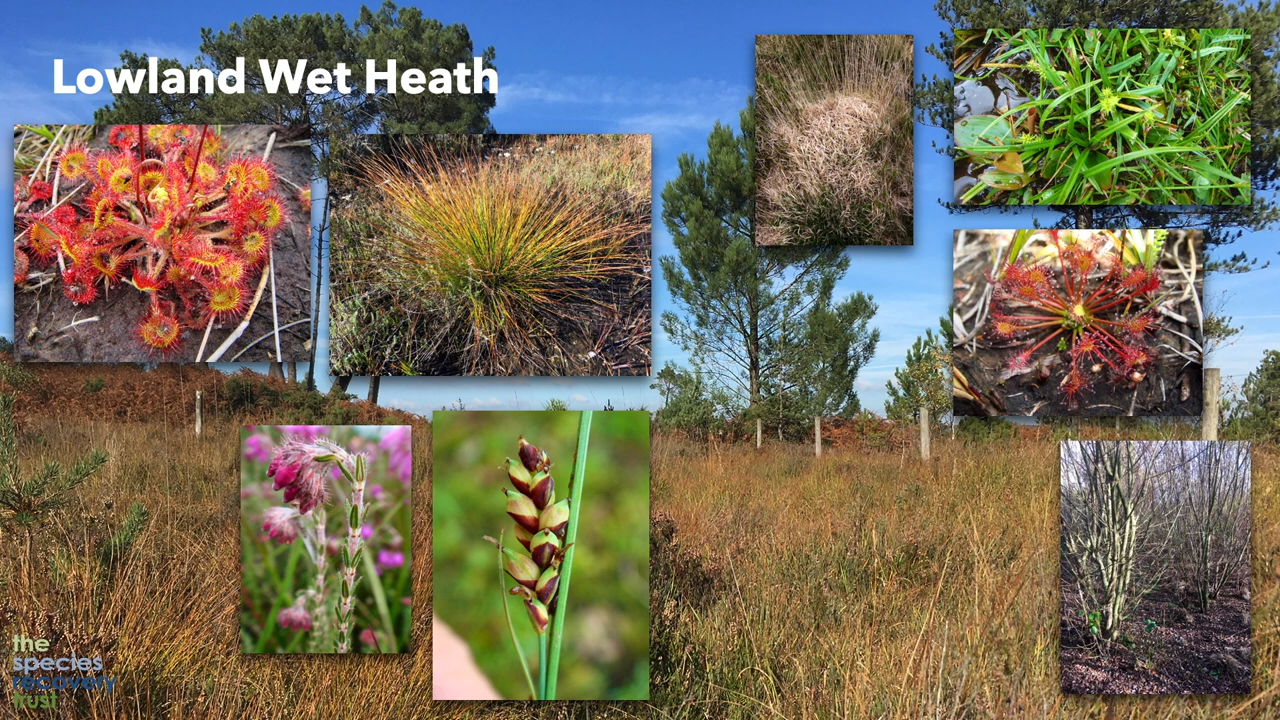 Lowland Wet Heath
the
species
recovery
trust